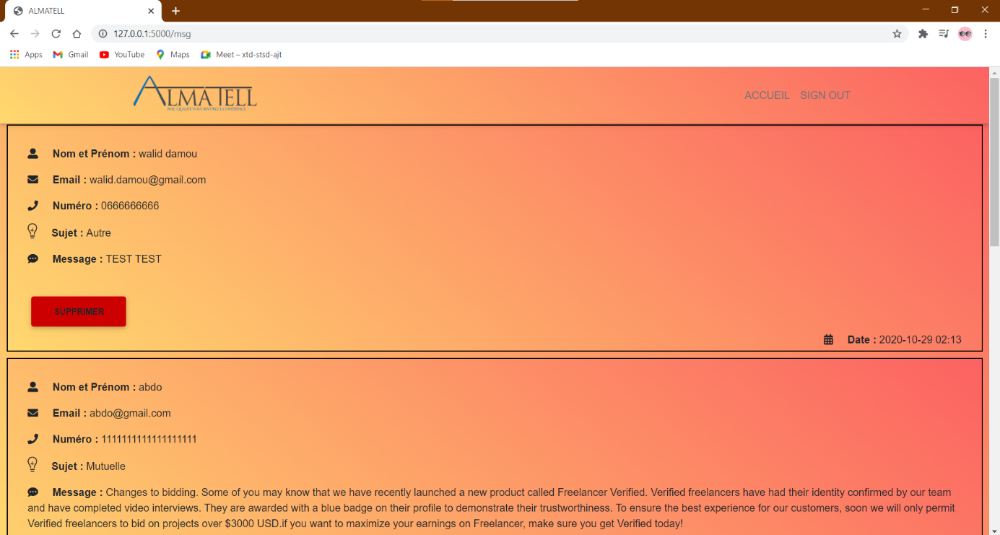 ALMATELL
127.0.0.1:5000/msg
Apps Gmail YouTube Maps Meet – xtd-stsd-ajt
ALMATELL
AVEC QUALITÉ VOUS SENTIREZ LA DIFFÉRENCE
ACCUEIL SIGN OUT
Nom et Prénom : walid damou
Email : walid.damou@gmail.com
Numéro : 0666666666
Sujet : Autre
Message : TEST TEST
SUPPRIMER
Date : 2020-10-29 02:13
Nom et Prénom : abdo
Email : abdo@gmail.com
Numéro : 1111111111111111111
Sujet : Mutuelle
Message : Changes to bidding. Some of you may know that we have recently launched a new product called Freelancer Verified. Verified freelancers have had their identity confirmed by our team
and have completed video interviews. They are awarded with a blue badge on their profile to demonstrate their trustworthiness. To ensure the best experience for our customers, soon we will only permit
Verified freelancers to bid on projects over $3000 USD.if you want to maximize your earnings on Freelancer, make sure you get Verified today!